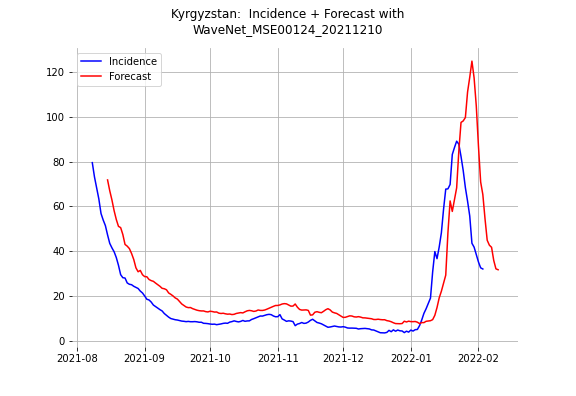 Kyrgyzstan:  Incidence + Forecast with
WaveNet_MSE00124_20211210
Incidence
Forecast
120
100
80
60
40
20
0
2021-08 2021-09 2021-10 2021-11 2021-12 2022-01 2022-02